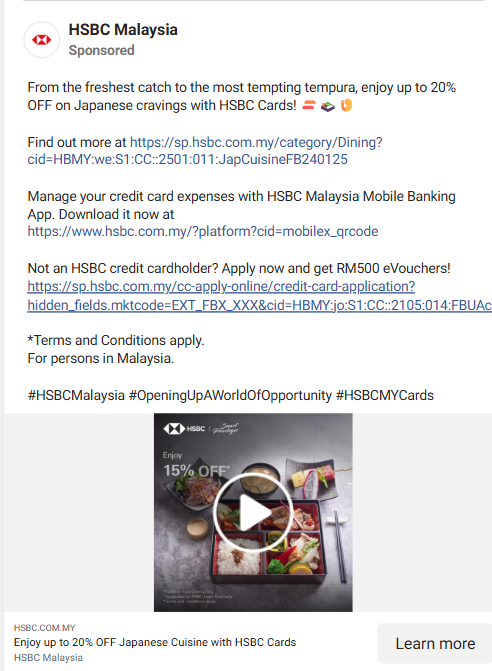 HSBC Malaysia
Sponsored
From the freshest catch to the most tempting tempura, enjoy up to 20%
OFF on Japanese cravings with HSBC Cards! 🍣 🍱 🍤
Find out more at https://sp.hsbc.com.my/category/Dining?
cid=HBMY:we:S1:CC::2501:011:JapCuisineFB240125
Manage your credit card expenses with HSBC Malaysia Mobile Banking
App. Download it now at
https://www.hsbc.com.my/?platform?cid=mobilex_qrcode
Not an HSBC credit cardholder? Apply now and get RM500 eVouchers!
https://sp.hsbc.com.my/cc-apply-online/credit-card-application?
hidden_fields.mktcode=EXT_FBX_XXX&cid=HBMY:jo:S1:CC::2105:014:FBUAc
*Terms and Conditions apply.
For persons in Malaysia.
#HSBCMalaysia #OpeningUpAWorldOfOpportunity #HSBCMYCards
HSBC | Smart Privileges
Enjoy
15% OFF*
HSBC.COM.MY
Enjoy up to 20% OFF Japanese Cuisine with HSBC Cards
HSBC Malaysia
Learn more